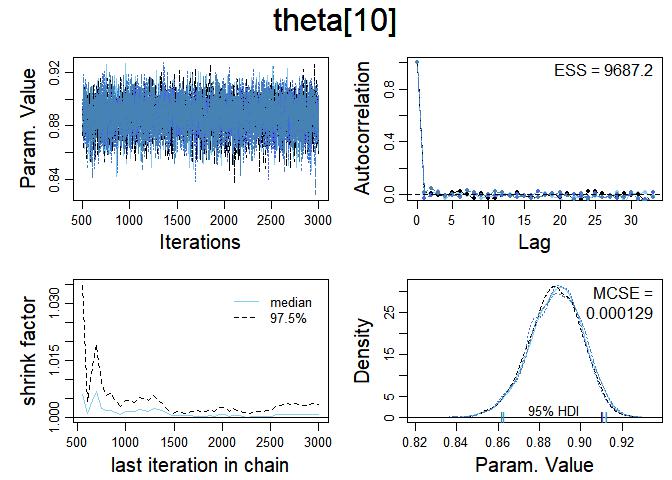 theta[10]
Param. Value
0.84 0.88 0.92
500 1000 1500 2000 2500 3000
Iterations
Autocorrelation
0.0 0.4 0.8
ESS = 9687.2
0 5 10 15 20 25 30
Lag
shrink factor
1.000 1.015 1.030
median
97.5%
500 1000 1500 2000 2500 3000
last iteration in chain
Density
0 5 15 25
MCSE =
0.000129
95% HDI
0.82 0.84 0.86 0.88 0.90 0.92
Param. Value